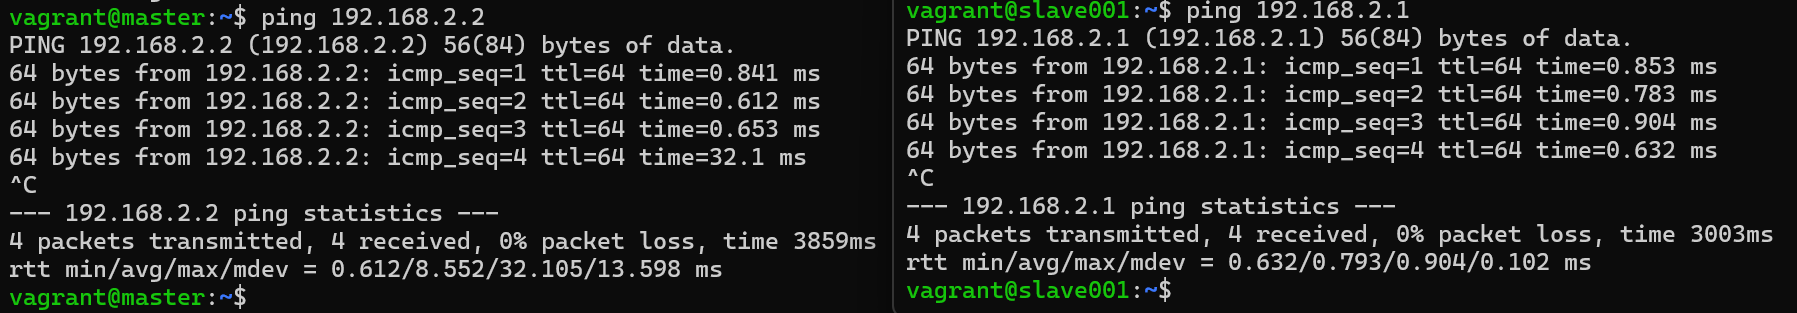 vagrant@master:~$ ping 192.168.2.2
PING 192.168.2.2 (192.168.2.2) 56(84) bytes of data.
64 bytes from 192.168.2.2: icmp_seq=1 ttl=64 time=0.841 ms
64 bytes from 192.168.2.2: icmp_seq=2 ttl=64 time=0.612 ms
64 bytes from 192.168.2.2: icmp_seq=3 ttl=64 time=0.653 ms
64 bytes from 192.168.2.2: icmp_seq=4 ttl=64 time=32.1 ms
^C
--- 192.168.2.2 ping statistics ---
4 packets transmitted, 4 received, 0% packet loss, time 3859ms
rtt min/avg/max/mdev = 0.612/8.552/32.105/13.598 ms
vagrant@master:~$
vagrant@slave001:~$ ping 192.168.2.1
PING 192.168.2.1 (192.168.2.1) 56(84) bytes of data.
64 bytes from 192.168.2.1: icmp_seq=1 ttl=64 time=0.853 ms
64 bytes from 192.168.2.1: icmp_seq=2 ttl=64 time=0.783 ms
64 bytes from 192.168.2.1: icmp_seq=3 ttl=64 time=0.904 ms
64 bytes from 192.168.2.1: icmp_seq=4 ttl=64 time=0.632 ms
^C
--- 192.168.2.1 ping statistics ---
4 packets transmitted, 4 received, 0% packet loss, time 3003ms
rtt min/avg/max/mdev = 0.632/0.793/0.904/0.102 ms
vagrant@slave001:~$